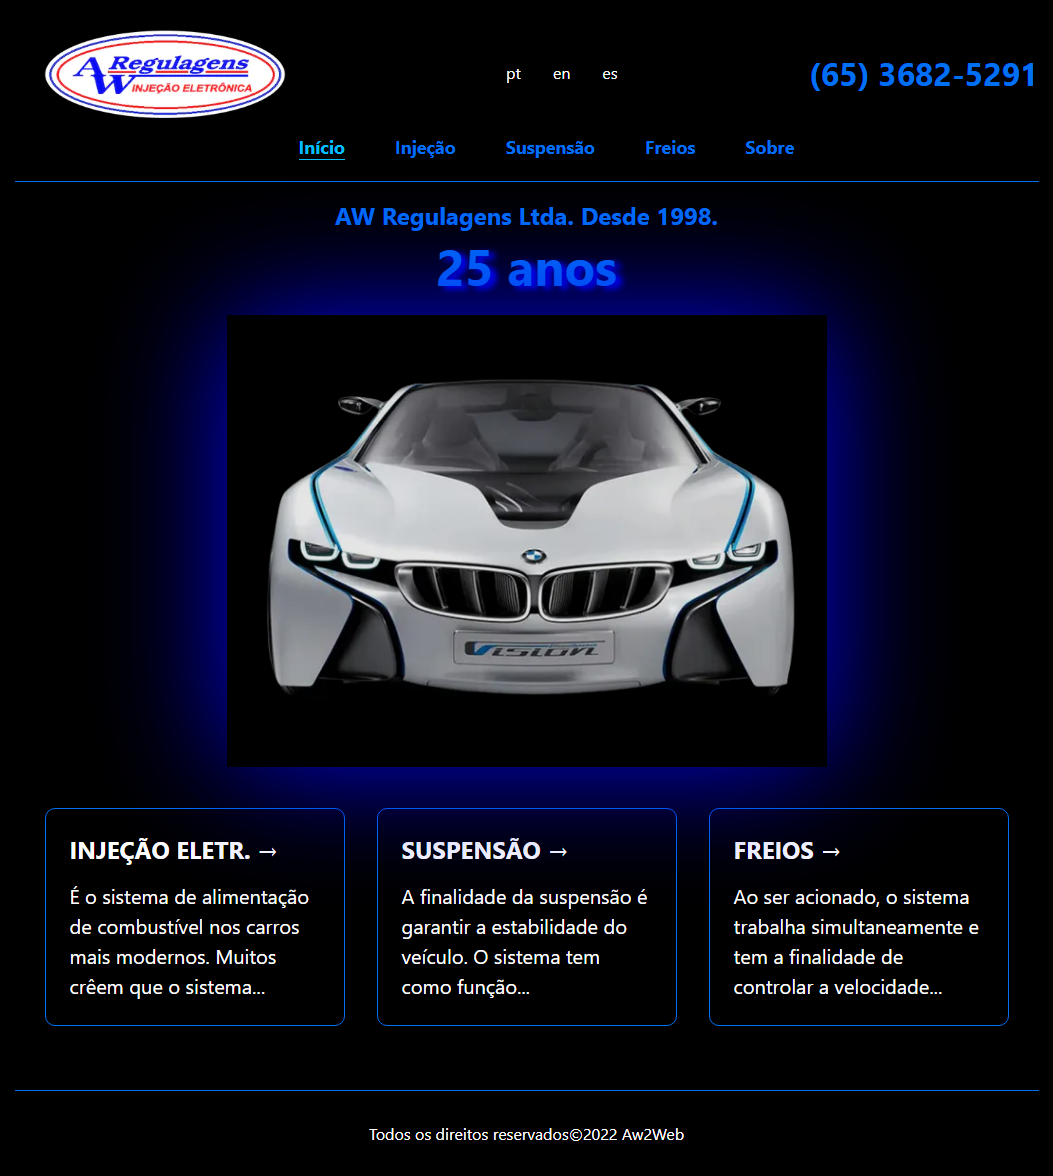 AW Regulagens
INJEÇÃO ELETRÔNICA
pt en es
(65) 3682-5291
Início Injeção Suspensão Freios Sobre
AW Regulagens Ltda. Desde 1998.
25 anos
Vision
INJEÇÃO ELETR. →
É o sistema de alimentação
de combustível nos carros
mais modernos. Muitos
crêem que o sistema...
SUSPENSÃO →
A finalidade da suspensão é
garantir a estabilidade do
veículo. O sistema tem
como função...
FREIOS →
Ao ser acionado, o sistema
trabalha simultaneamente e
tem a finalidade de
controlar a velocidade...
Todos os direitos reservados©2022 Aw2Web